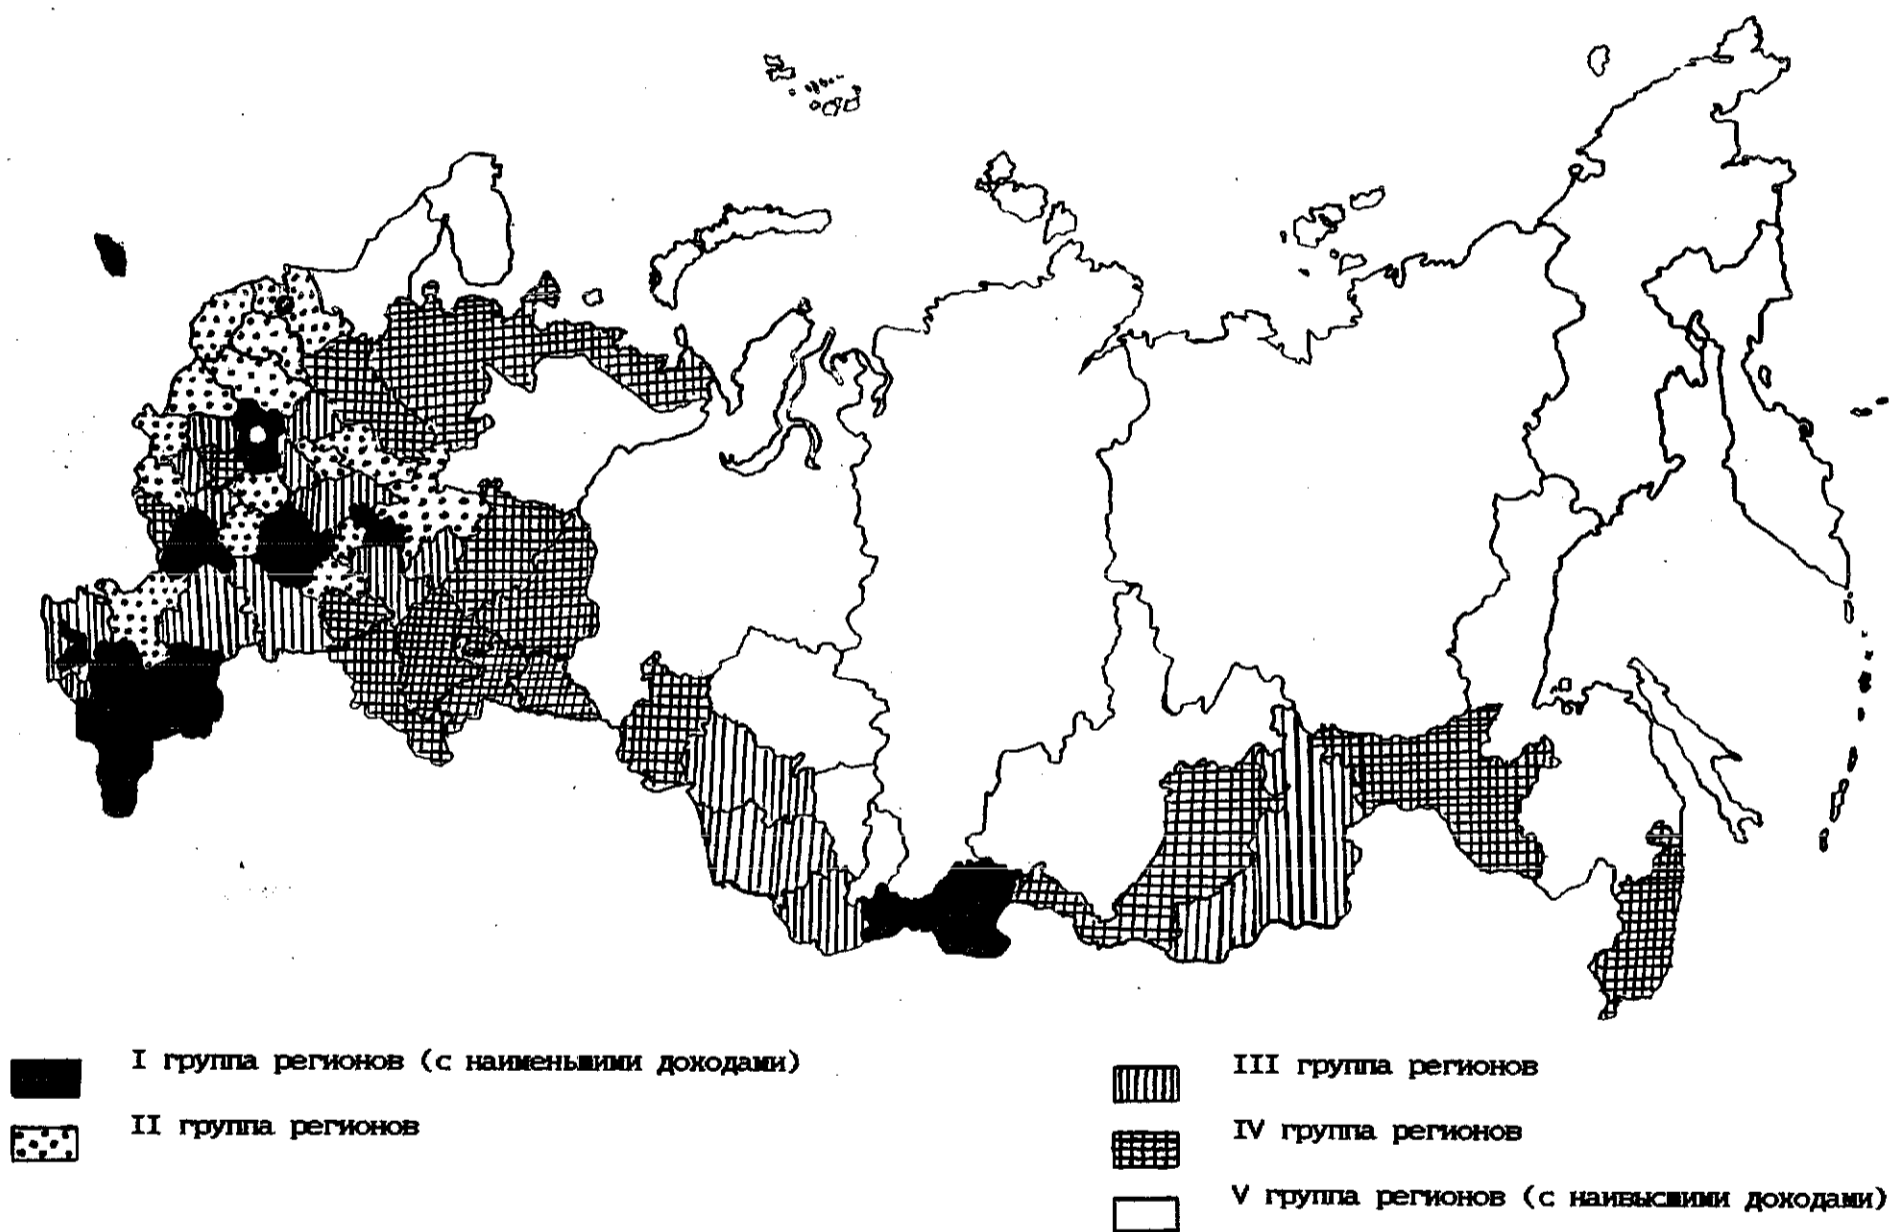 I группа регионов (с наименьшими доходами)
II группа регионов
III группа регионов
IV группа регионов
V группа регионов (с наивысшими доходами)